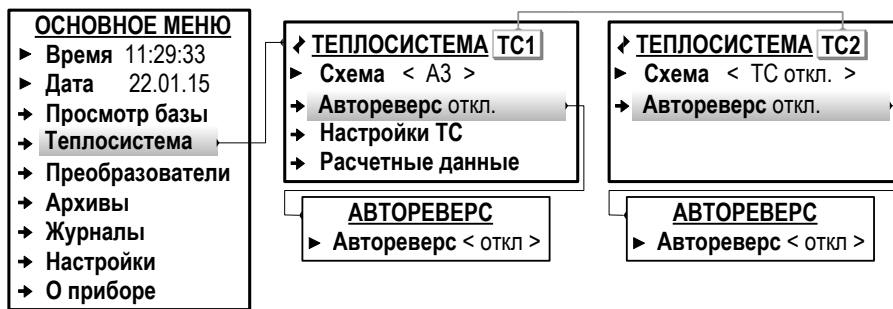 ОСНОВНОЕ МЕНЮ
Время 11:29:33
Дата 22.01.15
Просмотр базы
Теплосистема
Преобразователи
Архивы
Журналы
Настройки
О приборе
ТЕПЛОСИСТЕМА ТС1
Схема < А3 >
Автореверс откл.
Настройки ТС
Расчетные данные
АВТОРЕВЕРС
Автореверс < откл >
ТЕПЛОСИСТЕМА ТС2
Схема < ТС откл. >
Автореверс откл.
АВТОРЕВЕРС
Автореверс < откл >